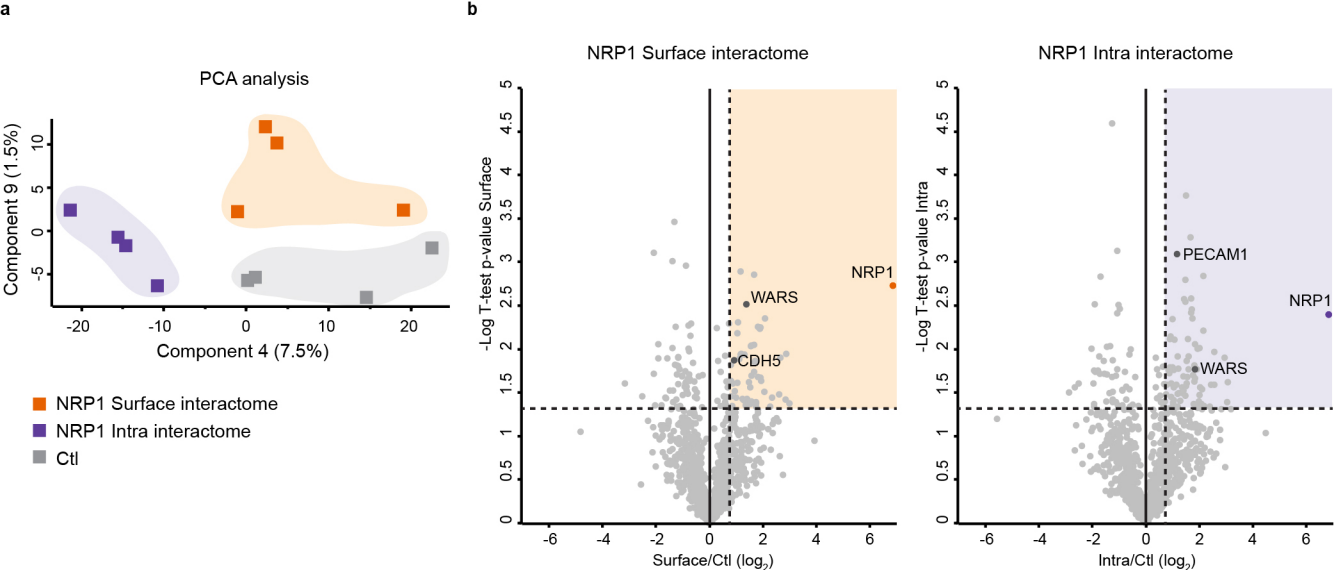 a
PCA analysis
Component 9 (1.5%)
10
5
0
-5
-20
-10
0
10
20
Component 4 (7.5%)
NRP1 Surface interactome
NRP1 Intra interactome
Ctl
b
NRP1 Surface interactome
-Log T-test p-value Surface
5
4.5
4
3.5
3
2.5
2
1.5
1
0.5
0
NRP1
WARS
CDH5
-6
-4
-2
0
2
4
6
Surface/Ctl (log2)
NRP1 Intra interactome
-Log T-test p-value Intra
5
4.5
4
3.5
3
2.5
2
1.5
1
0.5
0
PECAM1
NRP1
WARS
-6
-4
-2
0
2
4
6
Intra/Ctl (log2)